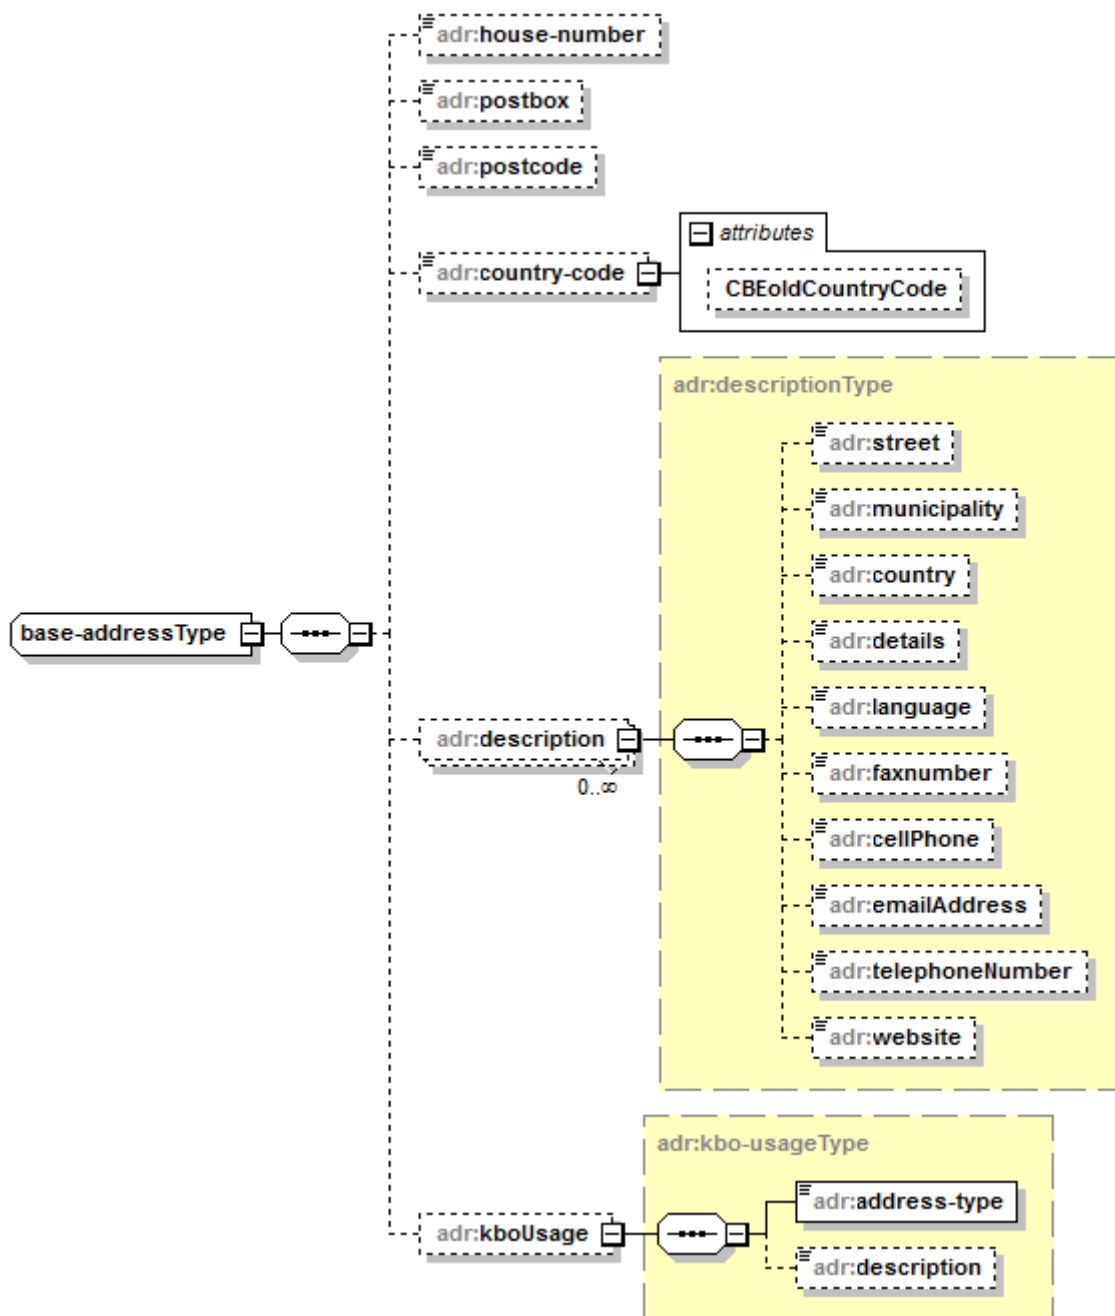 adr:house-number
adr:postbox
adr:postcode
attributes
adr:country-code
CBEoldCountryCode
adr:descriptionType
adr:street
adr:municipality
adr:country
adr:details
base-addressType
adr:language
adr:description
0..∞
adr:faxnumber
adr:cellPhone
adr:emailAddress
adr:telephoneNumber
adr:website
adr:kbo-usageType
adr:address-type
adr:kboUsage
adr:description